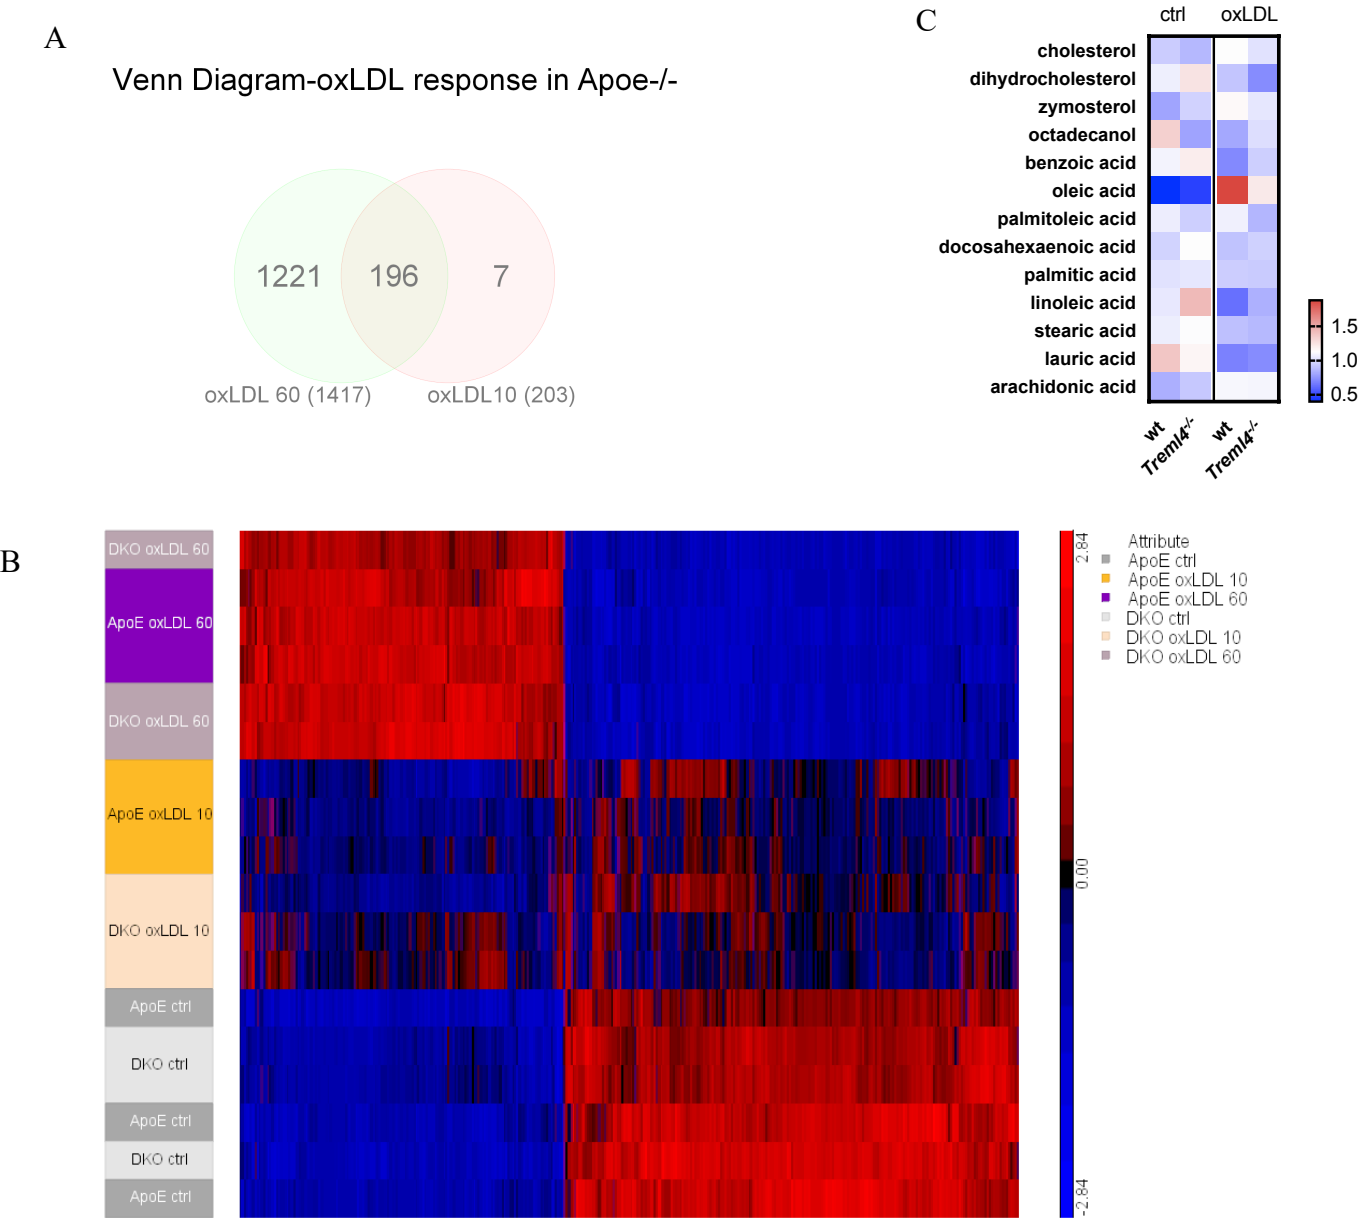 A
Venn Diagram-oxLDL response in Apoe-/-
1221 196 7
oxLDL 60 (1417) oxLDL10 (203)
C
ctrl oxLDL
cholesterol
dihydrocholesterol
zymosterol
octadecanol
benzoic acid
oleic acid
palmitoleic acid
docosahexaenoic acid
palmitic acid
linoleic acid
stearic acid
lauric acid
arachidonic acid
wt Treml4-/- wt Treml4-/-
1.5
1.0
0.5
B
DKO oxLDL 60
ApoE oxLDL 60
DKO oxLDL 60
ApoE oxLDL 10
DKO oxLDL 10
ApoE ctrl
DKO ctrl
ApoE ctrl
DKO ctrl
ApoE ctrl
2.84
0.00
-2.84
Attribute
ApoE ctrl
ApoE oxLDL 10
ApoE oxLDL 60
DKO ctrl
DKO oxLDL 10
DKO oxLDL 60